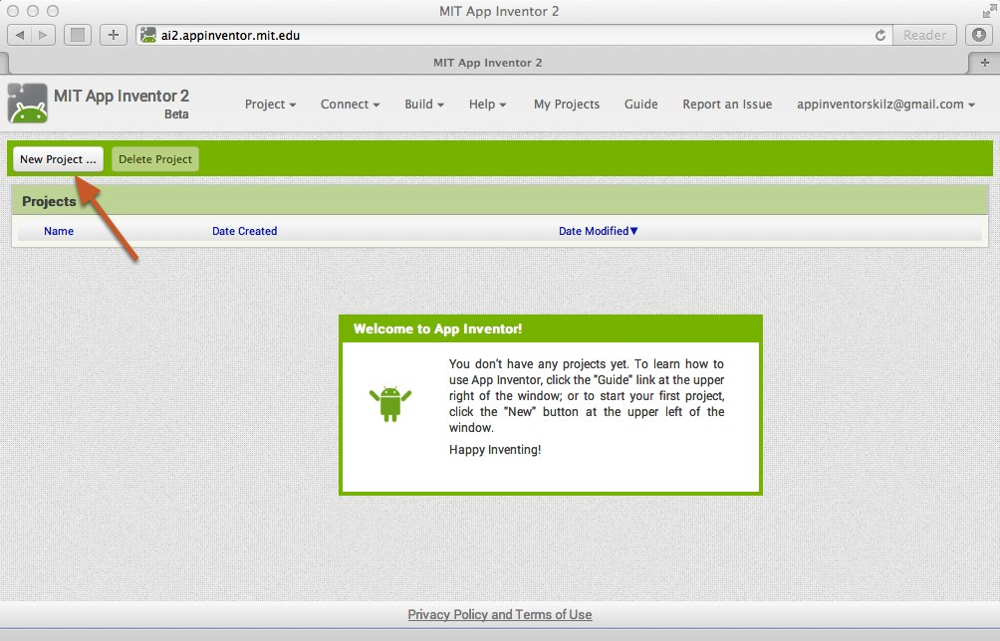 MIT App Inventor 2
ai2.appinventor.mit.edu
Reader
MIT App Inventor 2
MIT App Inventor 2
Beta
Project Connect Build Help My Projects Guide Report an Issue appinventorskilz@gmail.com
New Project ... Delete Project
Projects
Name Date Created Date Modified▼
Welcome to App Inventor!
You don't have any projects yet. To learn how to
use App Inventor, click the "Guide" link at the upper
right of the window; or to start your first project,
click the "New" button at the upper left of the
window.
Happy Inventing!
Privacy Policy and Terms of Use